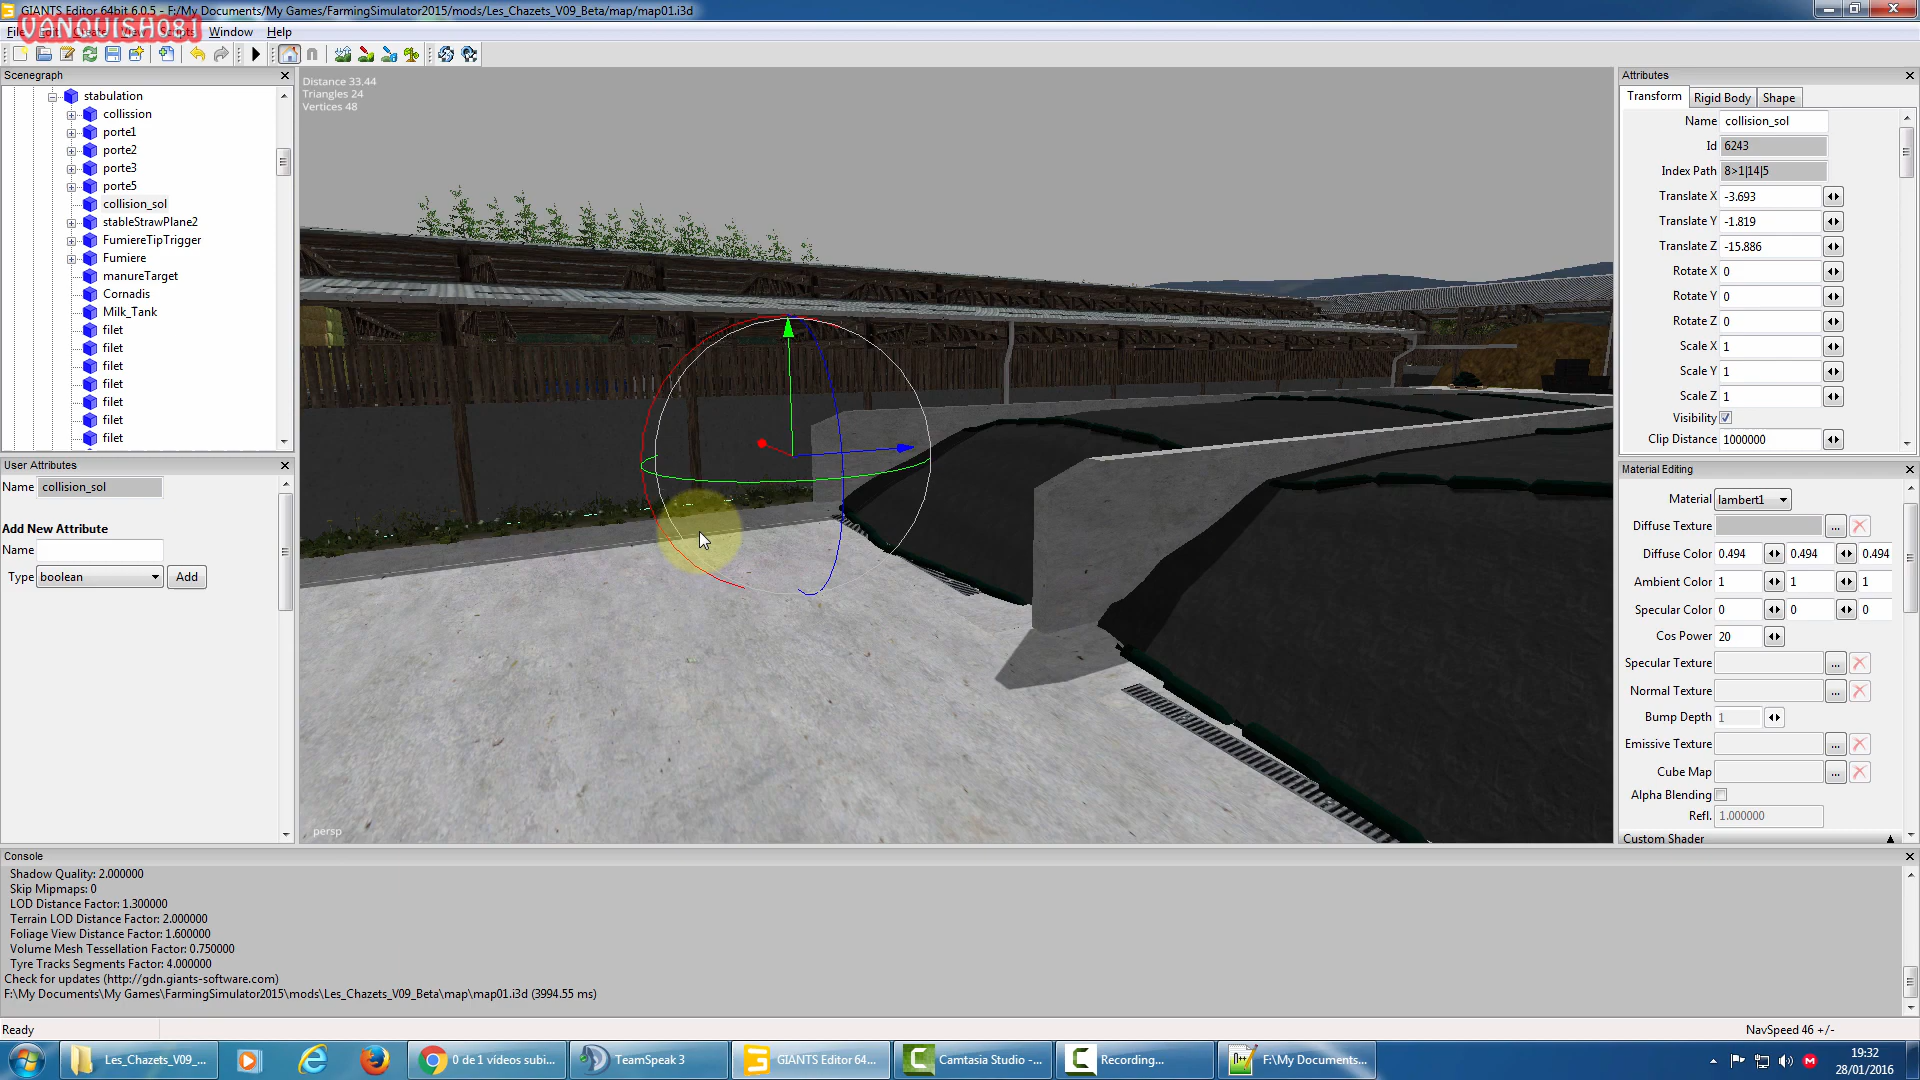 GIANTS Editor 64bit 6.0.5 - F:/My Documents/My Games/FarmingSimulator2015/mods/Les_Chazets_V09_Beta/map/map01.i3d
VANQUISH081
Window Help
Scenegraph
stabulation
collission
porte1
porte2
porte3
porte5
collision_sol
stableStrawPlane2
FumiereTipTrigger
Fumiere
manureTarget
Cornadis
Milk_Tank
filet
filet
filet
filet
filet
filet
filet
User Attributes
Name collision_sol
Add New Attribute
Name
Type boolean Add
Distance 33.44
Triangles 24
Vertices 48
persp
Attributes
Transform Rigid Body Shape
Name collision_sol
Id 6243
Index Path 8>1|14|5
Translate X -3.693
Translate Y -1.819
Translate Z -15.886
Rotate X 0
Rotate Y 0
Rotate Z 0
Scale X 1
Scale Y 1
Scale Z 1
Visibility
Clip Distance 1000000
Material Editing
Material lambert1
Diffuse Texture ...
Diffuse Color 0.494 0.494 0.494
Ambient Color 1 1 1
Specular Color 0 0 0
Cos Power 20
Specular Texture ...
Normal Texture ...
Bump Depth 1
Emissive Texture ...
Cube Map ...
Alpha Blending
Refl. 1.000000
Custom Shader
Console
Shadow Quality: 2.000000
Skip Mipmaps: 0
LOD Distance Factor: 1.300000
Terrain LOD Distance Factor: 2.000000
Foliage View Distance Factor: 1.600000
Volume Mesh Tessellation Factor: 0.750000
Tyre Tracks Segments Factor: 4.000000
Check for updates (http://gdn.giants-software.com)
F:\My Documents\My Games\FarmingSimulator2015\mods\Les_Chazets_V09_Beta\map\map01.i3d (3994.55 ms)
Ready
NavSpeed 46 +/-
Les_Chazets_V09_...
0 de 1 vídeos subi...
TeamSpeak 3
GIANTS Editor 64...
Camtasia Studio -...
Recording...
F:\My Documents...
19:32
28/01/2016